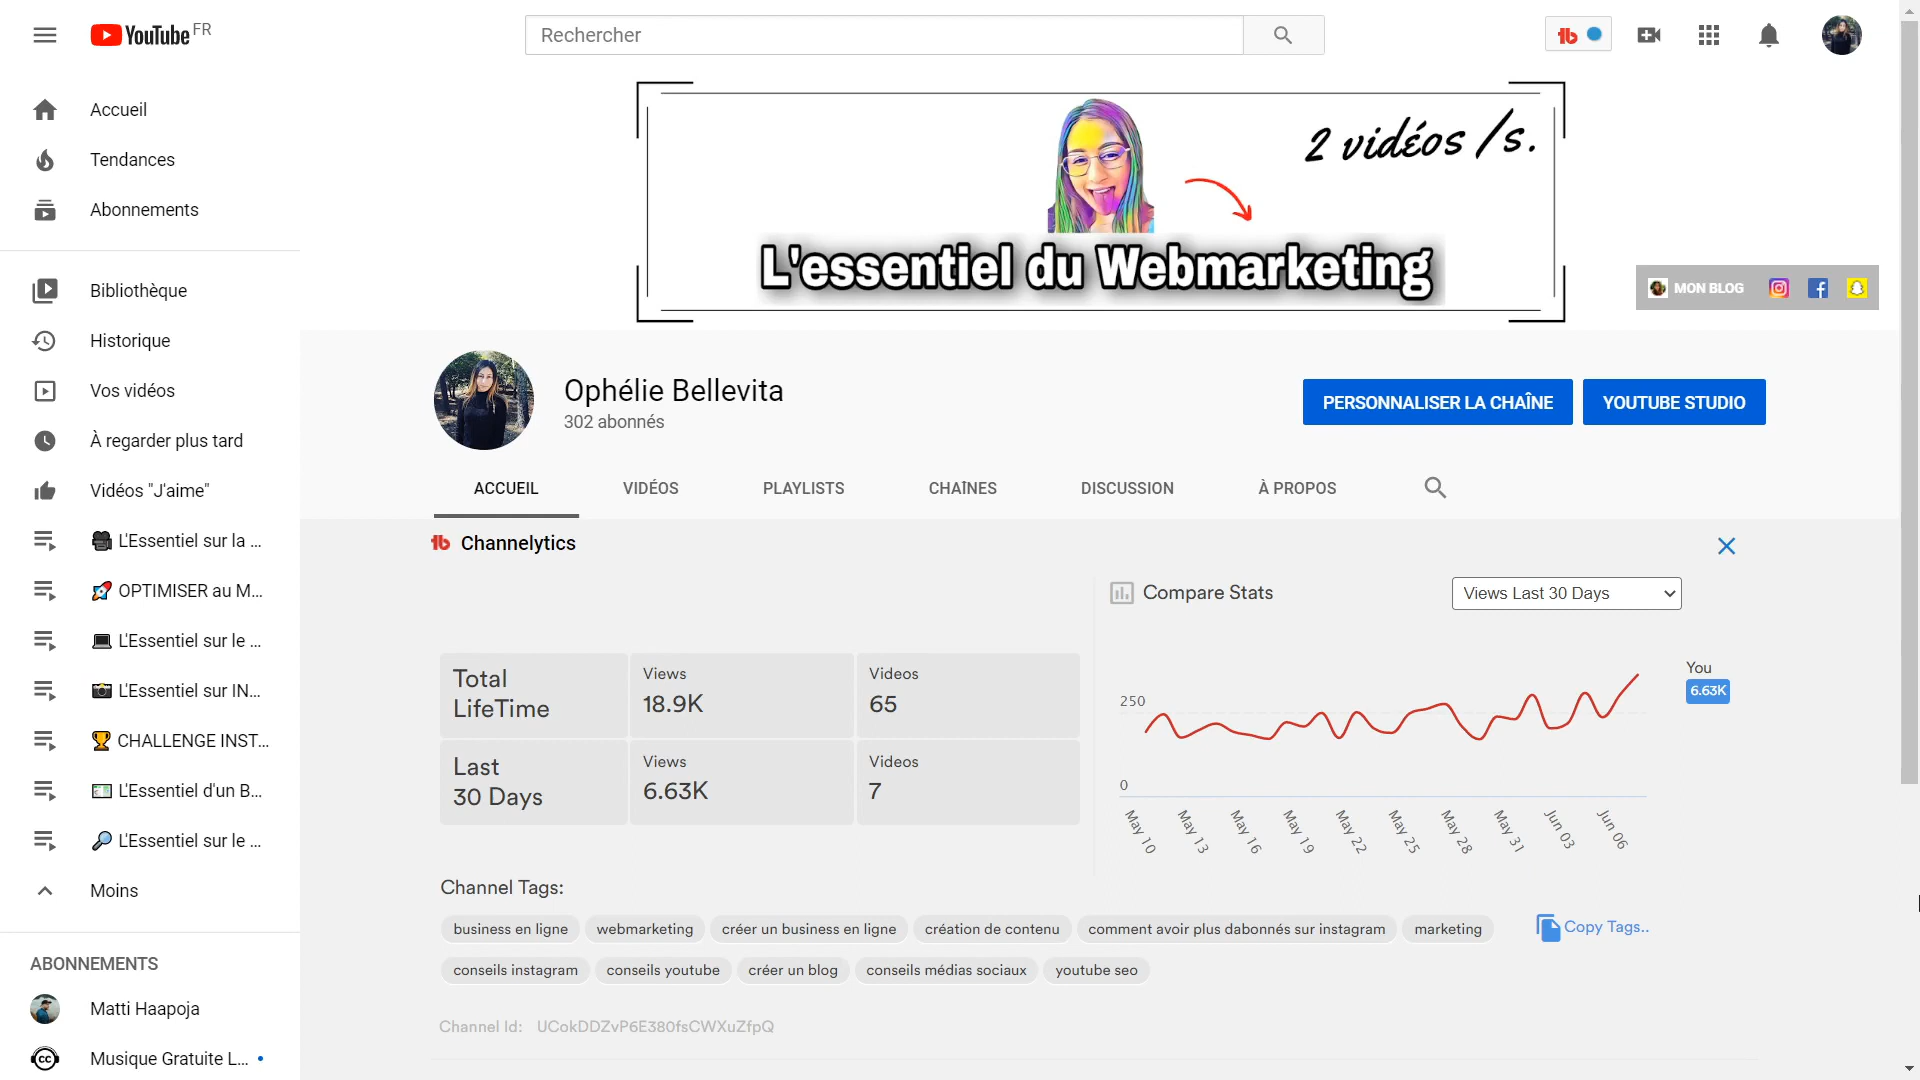 YouTube FR
Rechercher
Accueil
Tendances
Abonnements
Bibliothèque
Historique
Vos vidéos
À regarder plus tard
Vidéos "J'aime"
L'Essentiel sur la ...
OPTIMISER au M...
L'Essentiel sur le ...
L'Essentiel sur IN...
CHALLENGE INST...
L'Essentiel d'un B...
L'Essentiel sur le ...
Moins
ABONNEMENTS
Matti Haapoja
Musique Gratuite L...
2 vidéos /s.
L'essentiel du Webmarketing
MON BLOG
Ophélie Bellevita
302 abonnés
PERSONNALISER LA CHAÎNE
YOUTUBE STUDIO
ACCUEIL VIDÉOS PLAYLISTS CHAÎNES DISCUSSION À PROPOS
Channelytics
Compare Stats
Views Last 30 Days
Total
LifeTime
Views
18.9K
Videos
65
Last
30 Days
Views
6.63K
Videos
7
You
6.63K
250
0
May 10 May 13 May 16 May 19 May 22 May 25 May 28 May 31 Jun 03 Jun 06
Channel Tags:
business en ligne webmarketing créer un business en ligne création de contenu comment avoir plus dabonnés sur instagram marketing
Copy Tags..
conseils instagram conseils youtube créer un blog conseils médias sociaux youtube seo
Channel Id: UCokDDZvP6E380fsCWXuZfpQ